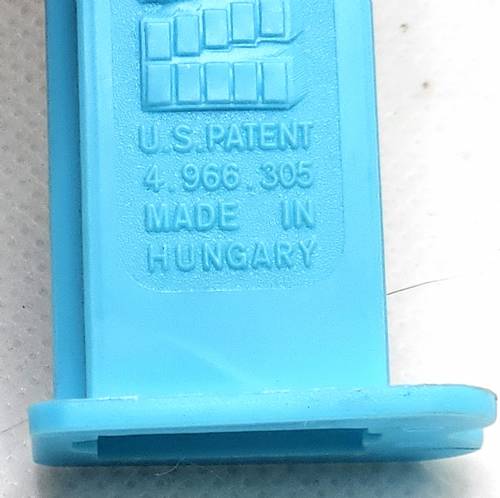 U.S. PATENT
4.966.305
MADE IN
HUNGARY